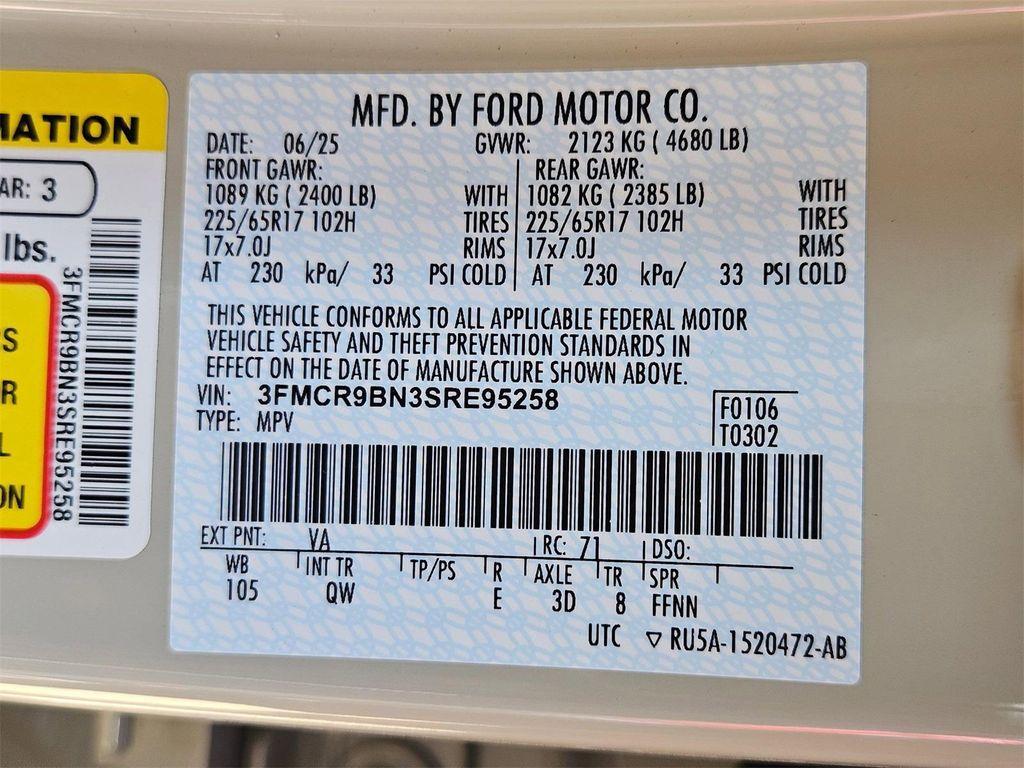 MATION
AR: 3
lbs.
S
R
L
ON
3FMCR9BN3SRE95258
MFD. BY FORD MOTOR CO.
DATE: 06/25 GVWR: 2123 KG ( 4680 LB)
FRONT GAWR: REAR GAWR:
1089 KG ( 2400 LB) WITH 1082 KG ( 2385 LB) WITH
225/65R17 102H TIRES 225/65R17 102H TIRES
17x7.0J RIMS 17x7.0J RIMS
AT 230 kPa/ 33 PSI COLD AT 230 kPa/ 33 PSI COLD
THIS VEHICLE CONFORMS TO ALL APPLICABLE FEDERAL MOTOR
VEHICLE SAFETY AND THEFT PREVENTION STANDARDS IN
EFFECT ON THE DATE OF MANUFACTURE SHOWN ABOVE.
VIN: 3FMCR9BN3SRE95258
TYPE: MPV
F0106
T0302
EXT PNT: VA RC: 71 DSO:
WB INT TR TP/PS R AXLE TR SPR
105 QW E 3D 8 FFNN
UTC ▽ RU5A-1520472-AB